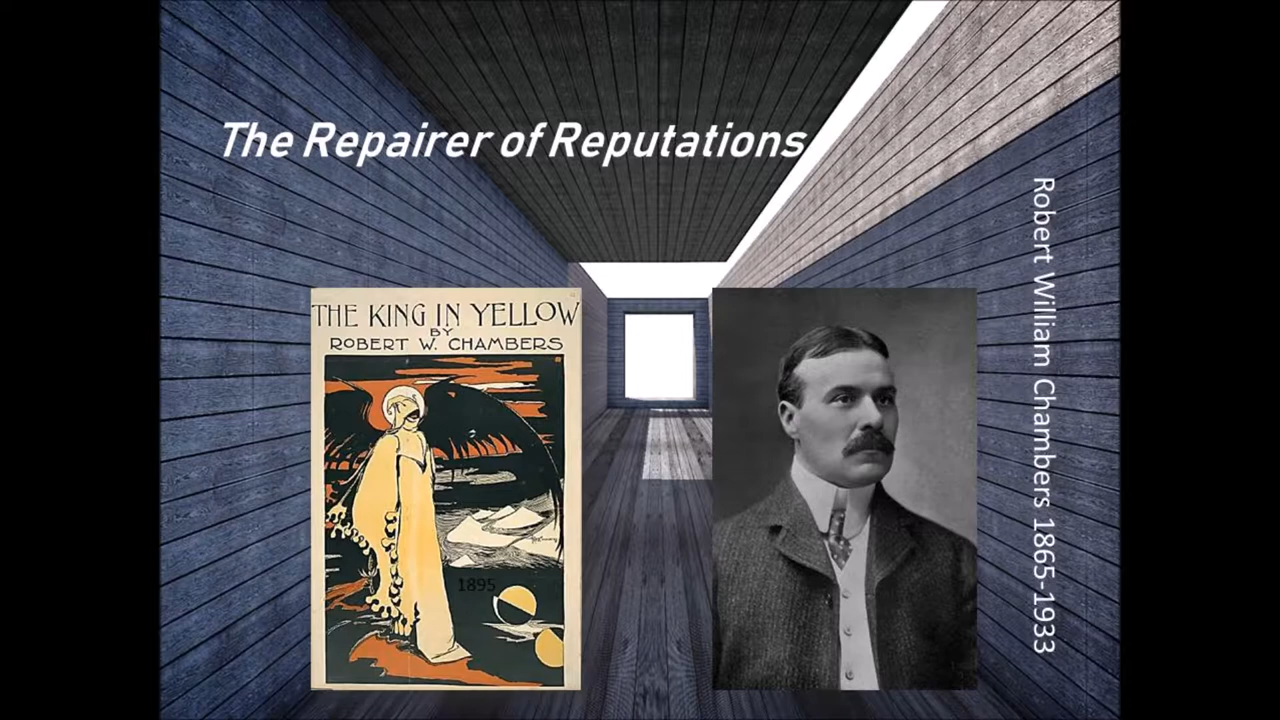 The Repairer of Reputations
Robert William Chambers 1865-1933
THE KING IN YELLOW
BY
ROBERT W. CHAMBERS
1895